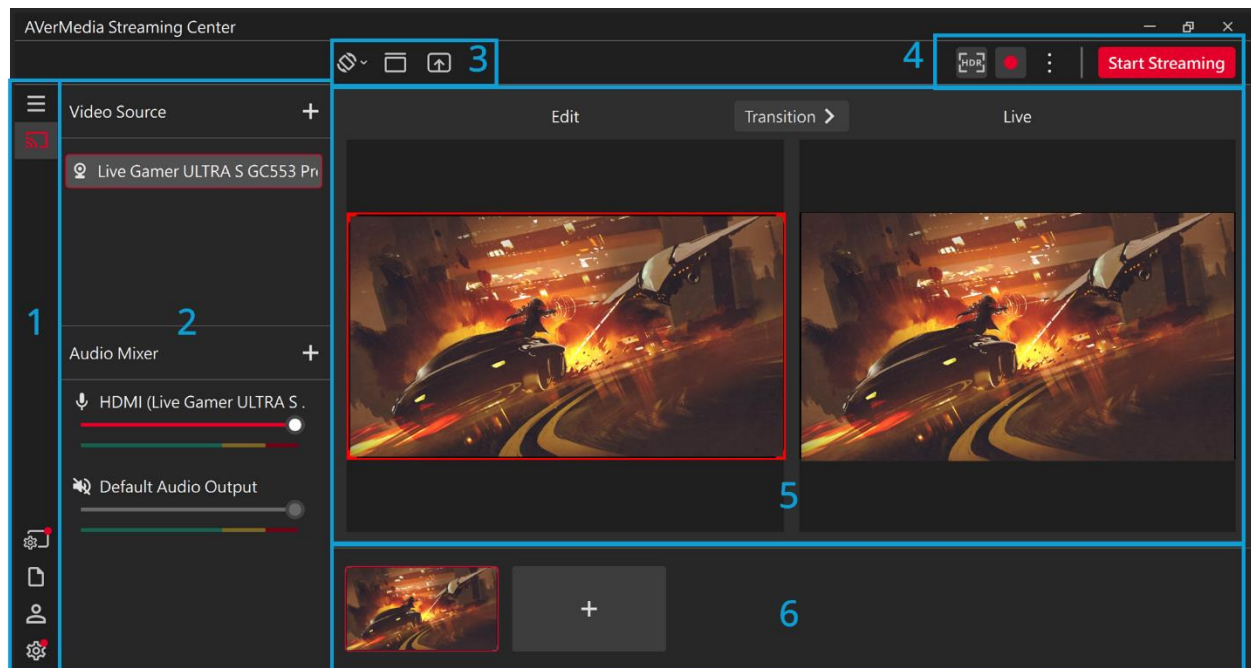 AVerMedia Streaming Center
3
4
HDR
Start Streaming
Video Source
Edit
Transition
Live
Live Gamer ULTRA S GC553 Pr
1
2
Audio Mixer
HDMI (Live Gamer ULTRA S .
Default Audio Output
5
6